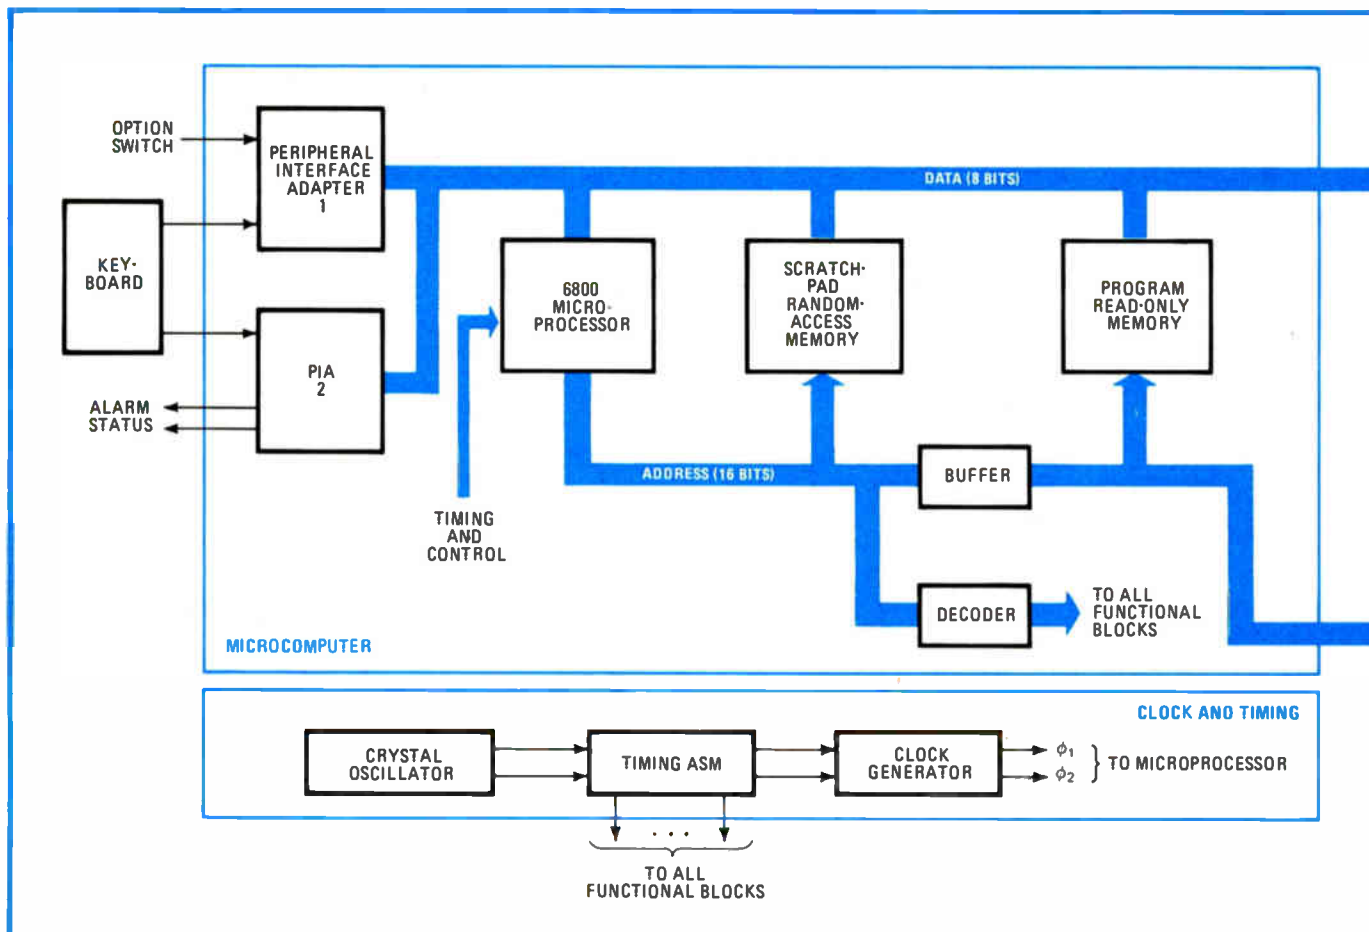 OPTION
SWITCH
PERIPHERAL
INTERFACE
ADAPTER
1
DATA (8 BITS)
KEY-
BOARD
6800
MICRO-
PROCESSOR
SCRATCH-
PAD
RANDOM-
ACCESS
MEMORY
PROGRAM
READ-ONLY
MEMORY
PIA
2
ALARM
STATUS
ADDRESS (16 BITS)
BUFFER
TIMING
AND
CONTROL
DECODER
TO ALL
FUNCTIONAL
BLOCKS
MICROCOMPUTER
CLOCK AND TIMING
CRYSTAL
OSCILLATOR
TIMING ASM
CLOCK
GENERATOR
ϕ1
ϕ2
} TO MICROPROCESSOR
. . .
TO ALL
FUNCTIONAL BLOCKS